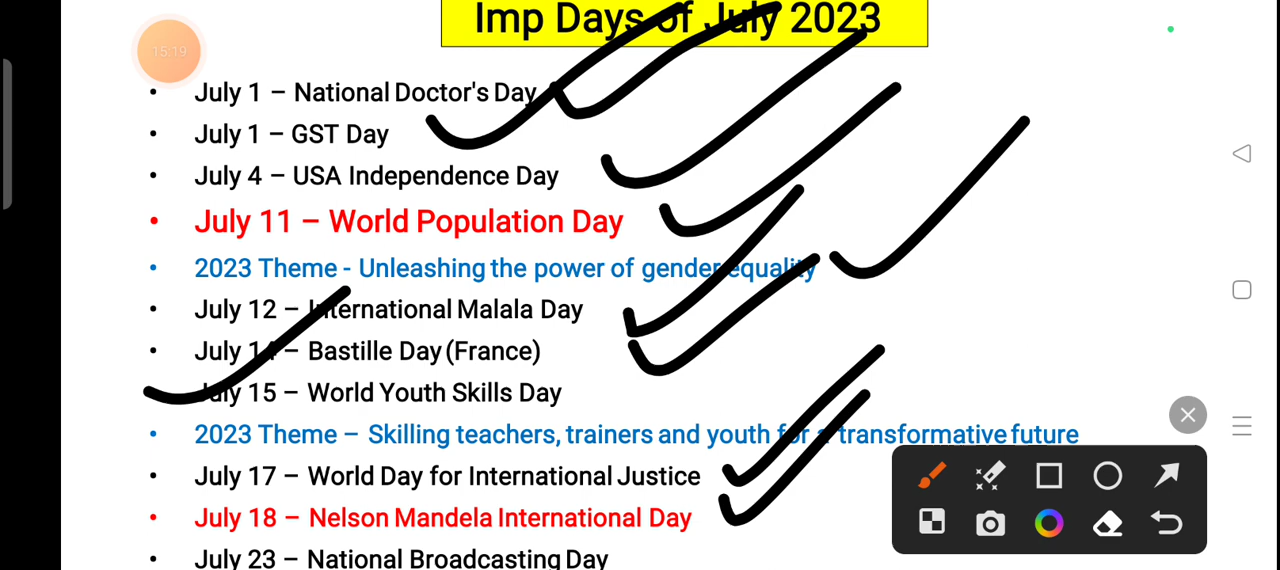 Imp Days of July 2023
15:19
• July 1 – National Doctor's Day
• July 1 – GST Day
• July 4 – USA Independence Day
• July 11 – World Population Day
• 2023 Theme - Unleashing the power of gender equality
• July 12 – International Malala Day
• July 14 – Bastille Day (France)
July 15 – World Youth Skills Day
• 2023 Theme – Skilling teachers, trainers and youth for a transformative future
• July 17 – World Day for International Justice
• July 18 – Nelson Mandela International Day
• July 23 – National Broadcasting Day